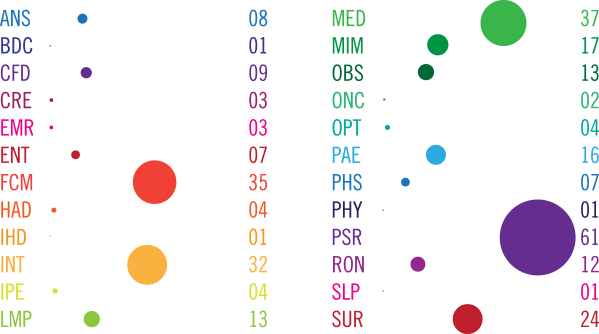 ANS 08
BDC 01
CFD 09
CRE 03
EMR 03
ENT 07
FCM 35
HAD 04
IHD 01
INT 32
IPE 04
LMP 13
MED 37
MIM 17
OBS 13
ONC 02
OPT 04
PAE 16
PHS 07
PHY 01
PSR 61
RON 12
SLP 01
SUR 24